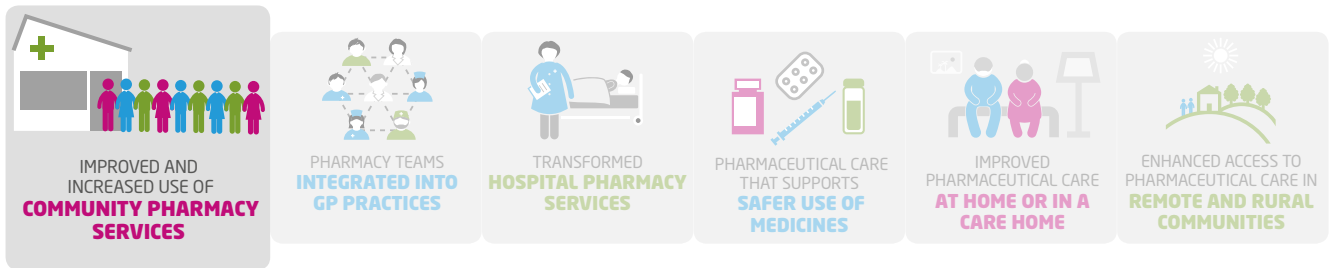 IMPROVED AND
INCREASED USE OF
COMMUNITY PHARMACY
SERVICES
PHARMACY TEAMS
INTEGRATED INTO
GP PRACTICES
TRANSFORMED
HOSPITAL PHARMACY
SERVICES
PHARMACEUTICAL CARE
THAT SUPPORTS
SAFER USE OF
MEDICINES
IMPROVED
PHARMACEUTICAL CARE
AT HOME OR IN A
CARE HOME
ENHANCED ACCESS TO
PHARMACEUTICAL CARE IN
REMOTE AND RURAL
COMMUNITIES